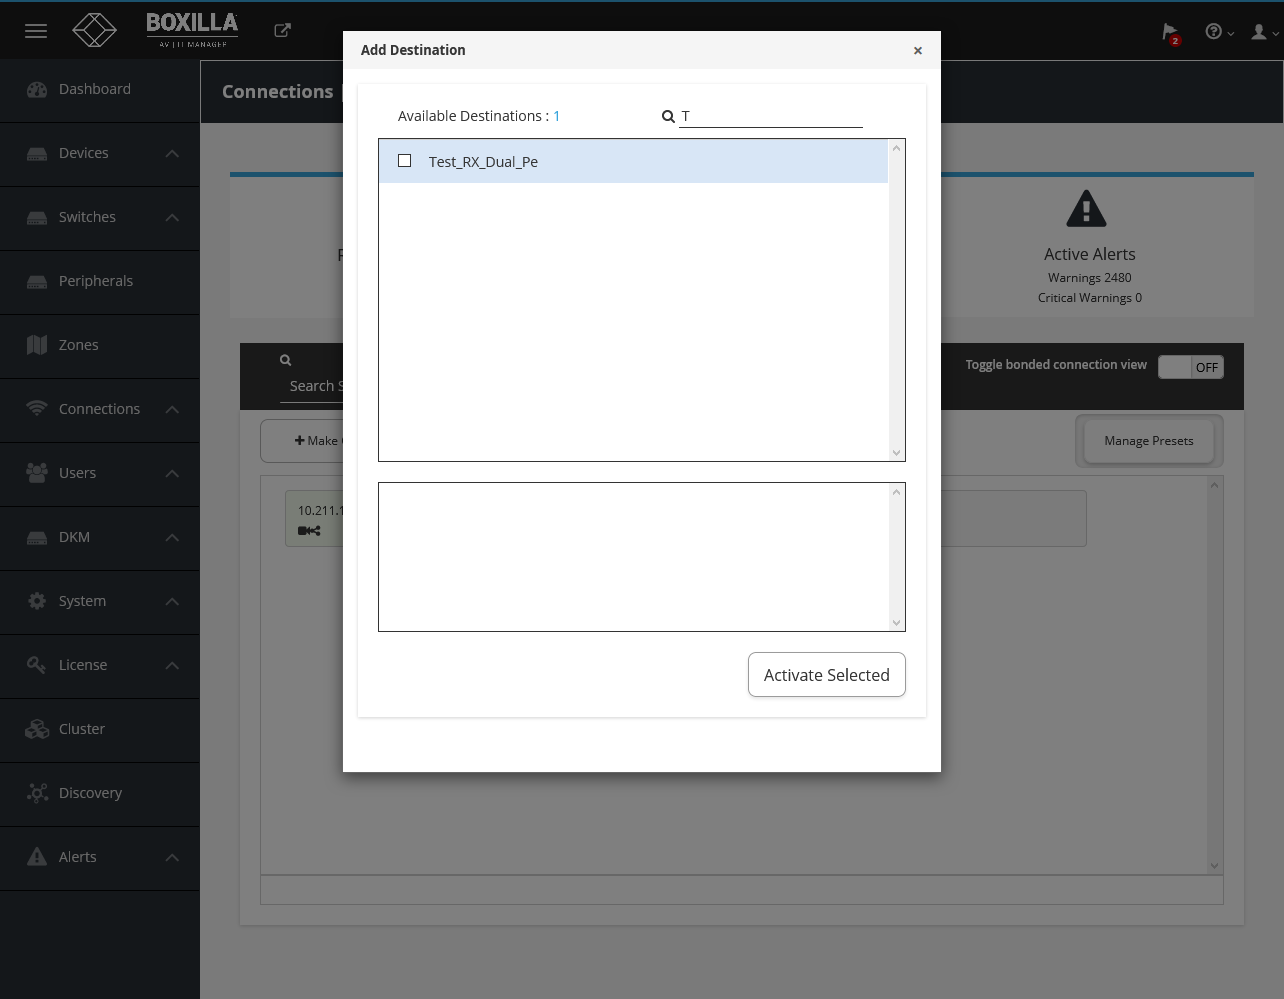 BOXILLA
AV | IT MANAGER
2
Add Destination
×
Dashboard
Devices
Switches
Peripherals
Zones
Connections
Users
DKM
System
License
Cluster
Discovery
Alerts
Connections
Available Destinations : 1
T
Test_RX_Dual_Pe
Activate Selected
Active Alerts
Warnings 2480
Critical Warnings 0
Search
Toggle bonded connection view
OFF
Make
Manage Presets
10.211.1